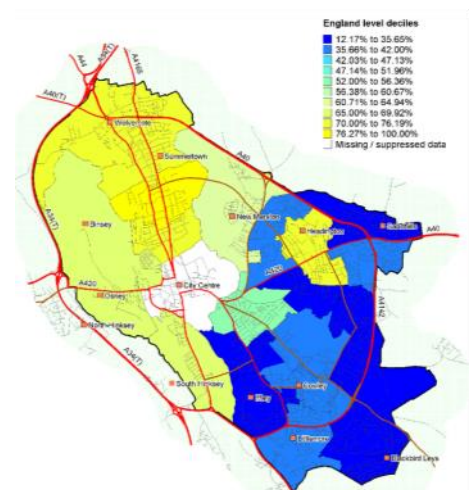 England level deciles
12.17% to 35.65%
35.66% to 42.00%
42.03% to 47.13%
47.14% to 51.96%
52.00% to 56.36%
56.38% to 60.67%
60.71% to 64.94%
65.00% to 69.92%
70.00% to 76.19%
76.27% to 100.00%
Missing / suppressed data
A44
A34(T)
A4165
A40(T)
Wolvercote
Summertown
A40
Binsey
New Marston
Headington
Sandhills
A40
A34(T)
A420
A420
City Centre
Osney
A4142
North Hinksey
A34(T)
South Hinksey
Cowley
Iffley
Littlemore
Blackbird Leys